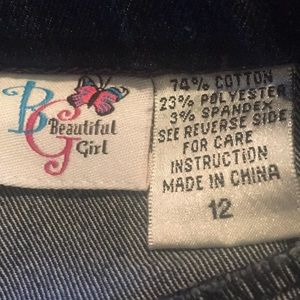 BG
Beautiful
Girl
74% COTTON
23% POLYESTER
3% SPANDEX
SEE REVERSE SIDE
FOR CARE
INSTRUCTION
MADE IN CHINA
12